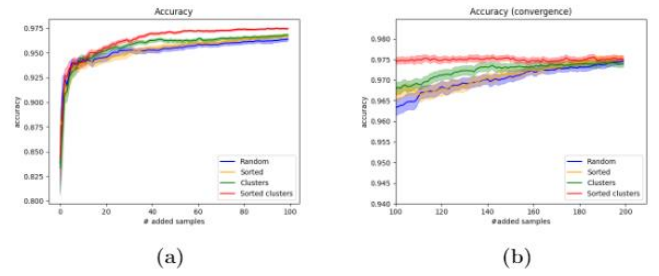 Accuracy
accuracy
0.975
0.950
0.925
0.900
0.875
0.850
0.825
0.800
0 20 40 60 80 100
# added samples
Random
Sorted
Clusters
Sorted clusters
(a)
Accuracy (convergence)
accuracy
0.980
0.975
0.970
0.965
0.960
0.955
0.950
0.945
0.940
100 120 140 160 180 200
#added samples
Random
Sorted
Clusters
Sorted clusters
(b)